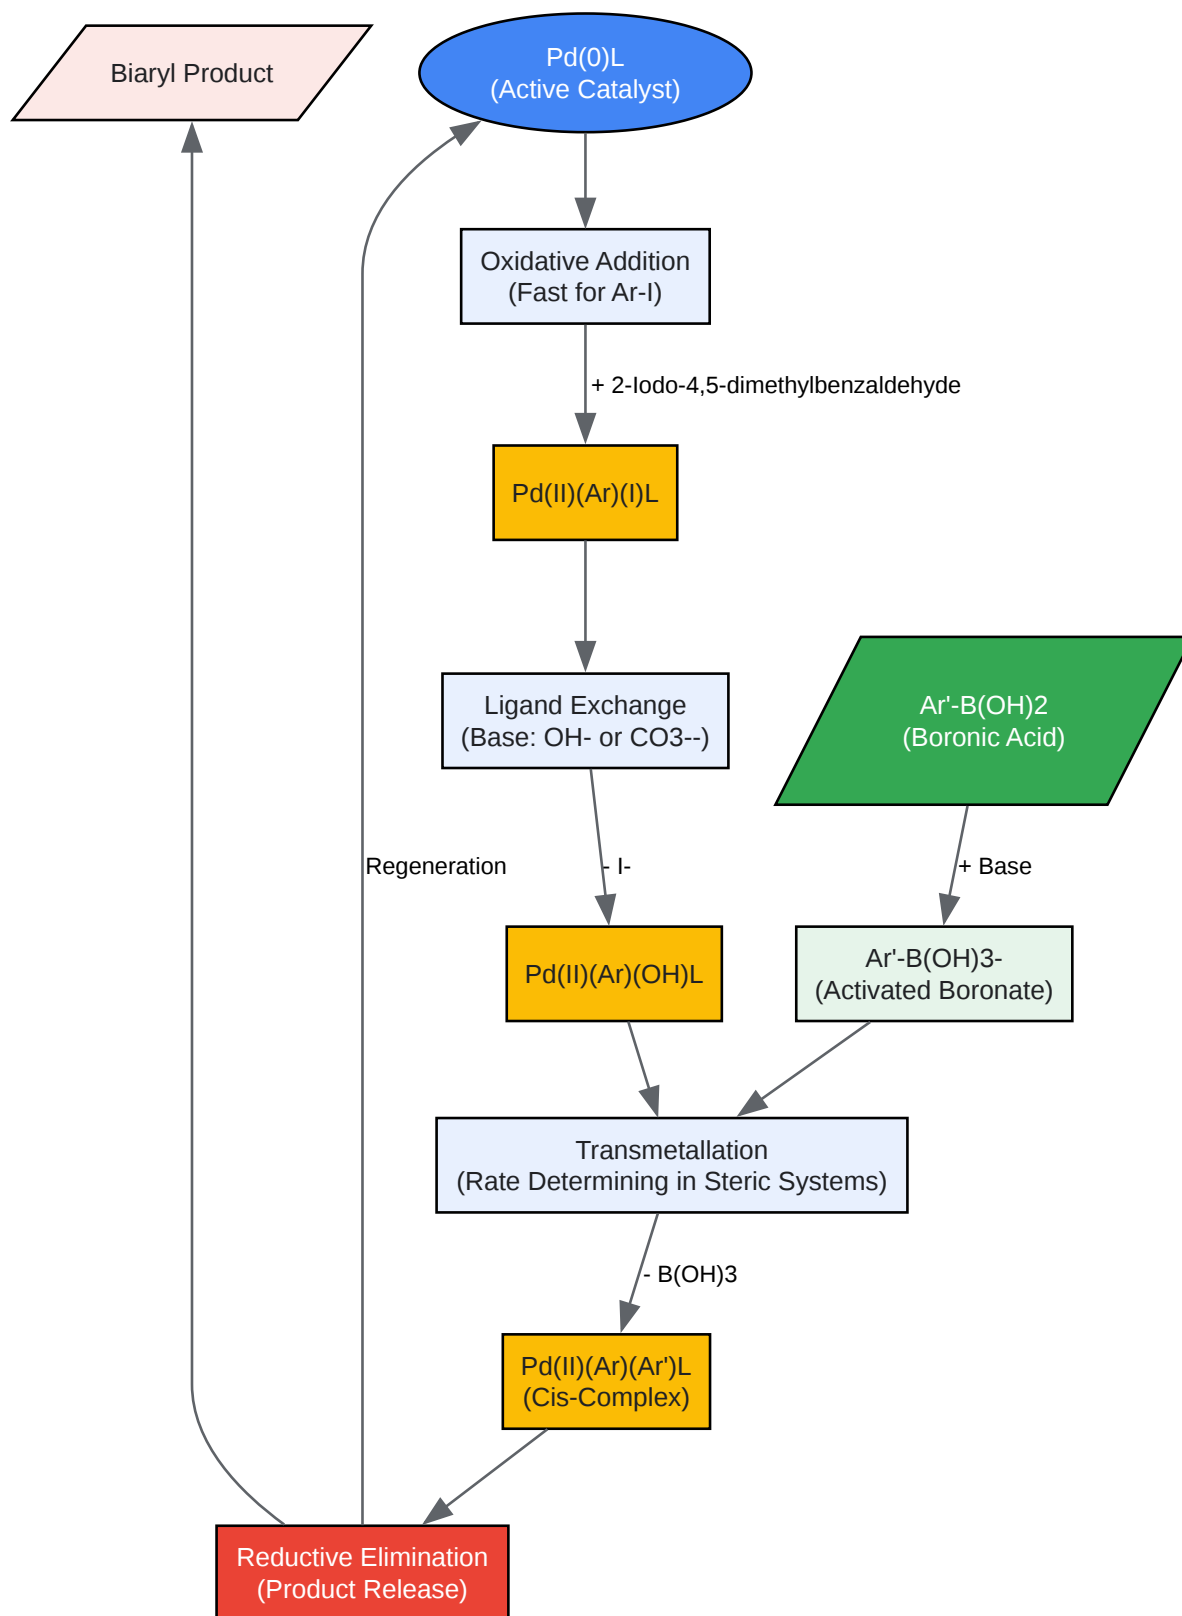 Biaryl Product
Pd(0)L
(Active Catalyst)
Oxidative Addition
(Fast for Ar-I)
+ 2-Iodo-4,5-dimethylbenzaldehyde
Pd(II)(Ar)(I)L
Ligand Exchange
(Base: OH- or CO3--)
Ar'-B(OH)2
(Boronic Acid)
Regeneration
- I-
+ Base
Pd(II)(Ar)(OH)L
Ar'-B(OH)3-
(Activated Boronate)
Transmetallation
(Rate Determining in Steric Systems)
- B(OH)3
Pd(II)(Ar)(Ar')L
(Cis-Complex)
Reductive Elimination
(Product Release)